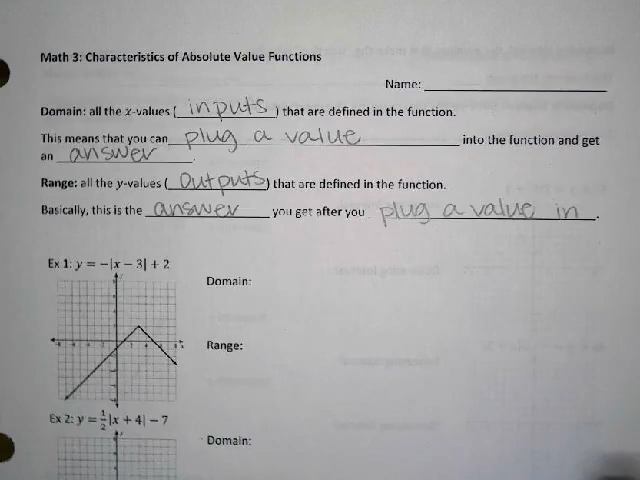 Math 3: Characteristics of Absolute Value Functions
Name:
Domain: all the x-values ( inputs ) that are defined in the function.
This means that you can plug a value into the function and get
an answer.
Range: all the y-values ( outputs ) that are defined in the function.
Basically, this is the answer you get after you plug a value in.
Ex 1: y = −|x − 3| + 2
Domain:
Range:
Ex 2: y = ½|x + 4| − 7
Domain: